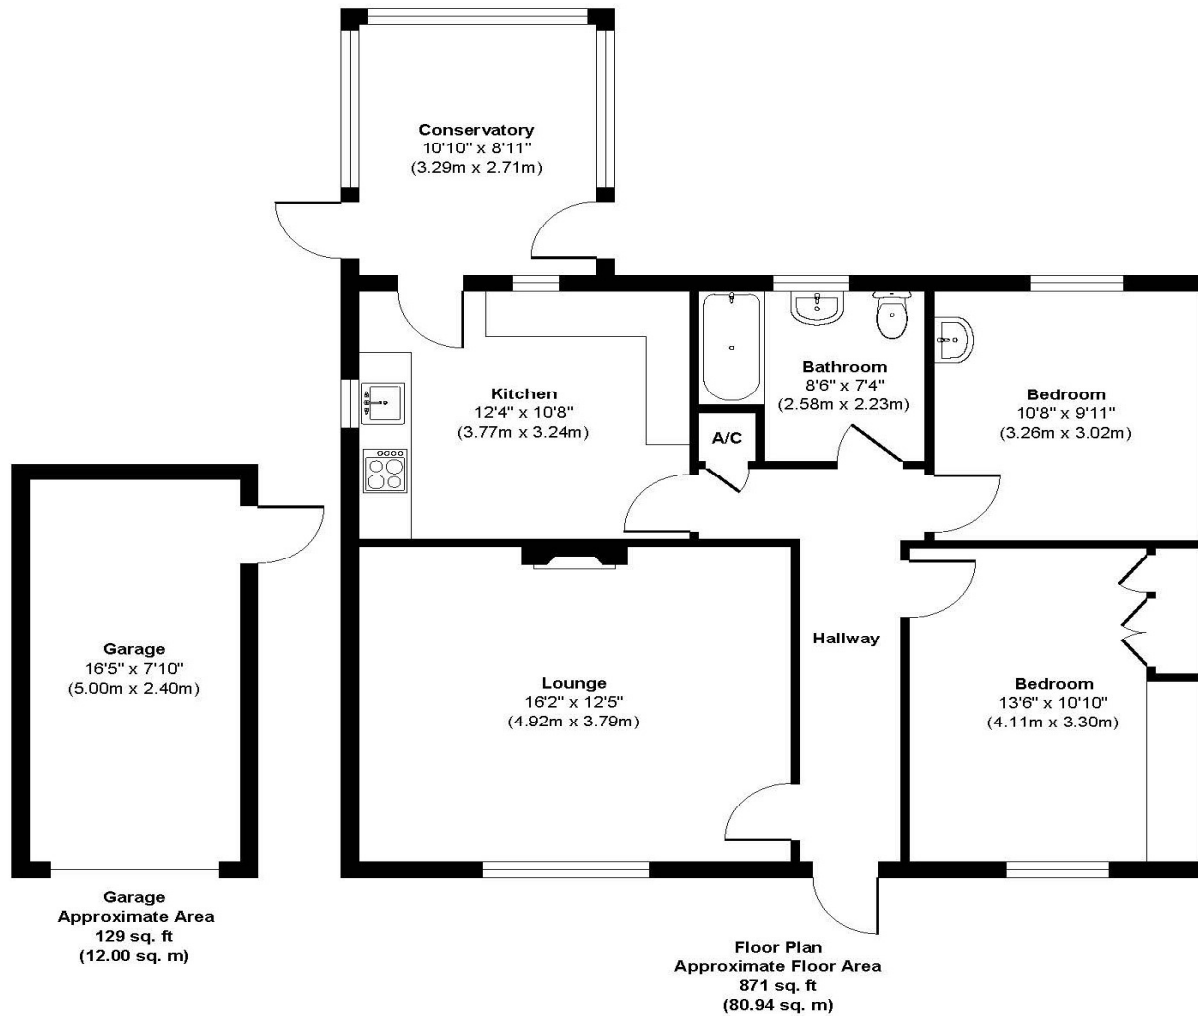 Conservatory
10'10" x 8'11"
(3.29m x 2.71m)
Kitchen
12'4" x 10'8"
(3.77m x 3.24m)
Bathroom
8'6" x 7'4"
(2.58m x 2.23m)
A/C
Bedroom
10'8" x 9'11"
(3.26m x 3.02m)
Garage
16'5" x 7'10"
(5.00m x 2.40m)
Lounge
16'2" x 12'5"
(4.92m x 3.79m)
Hallway
Bedroom
13'6" x 10'10"
(4.11m x 3.30m)
Garage
Approximate Area
129 sq. ft
(12.00 sq. m)
Floor Plan
Approximate Floor Area
871 sq. ft
(80.94 sq. m)